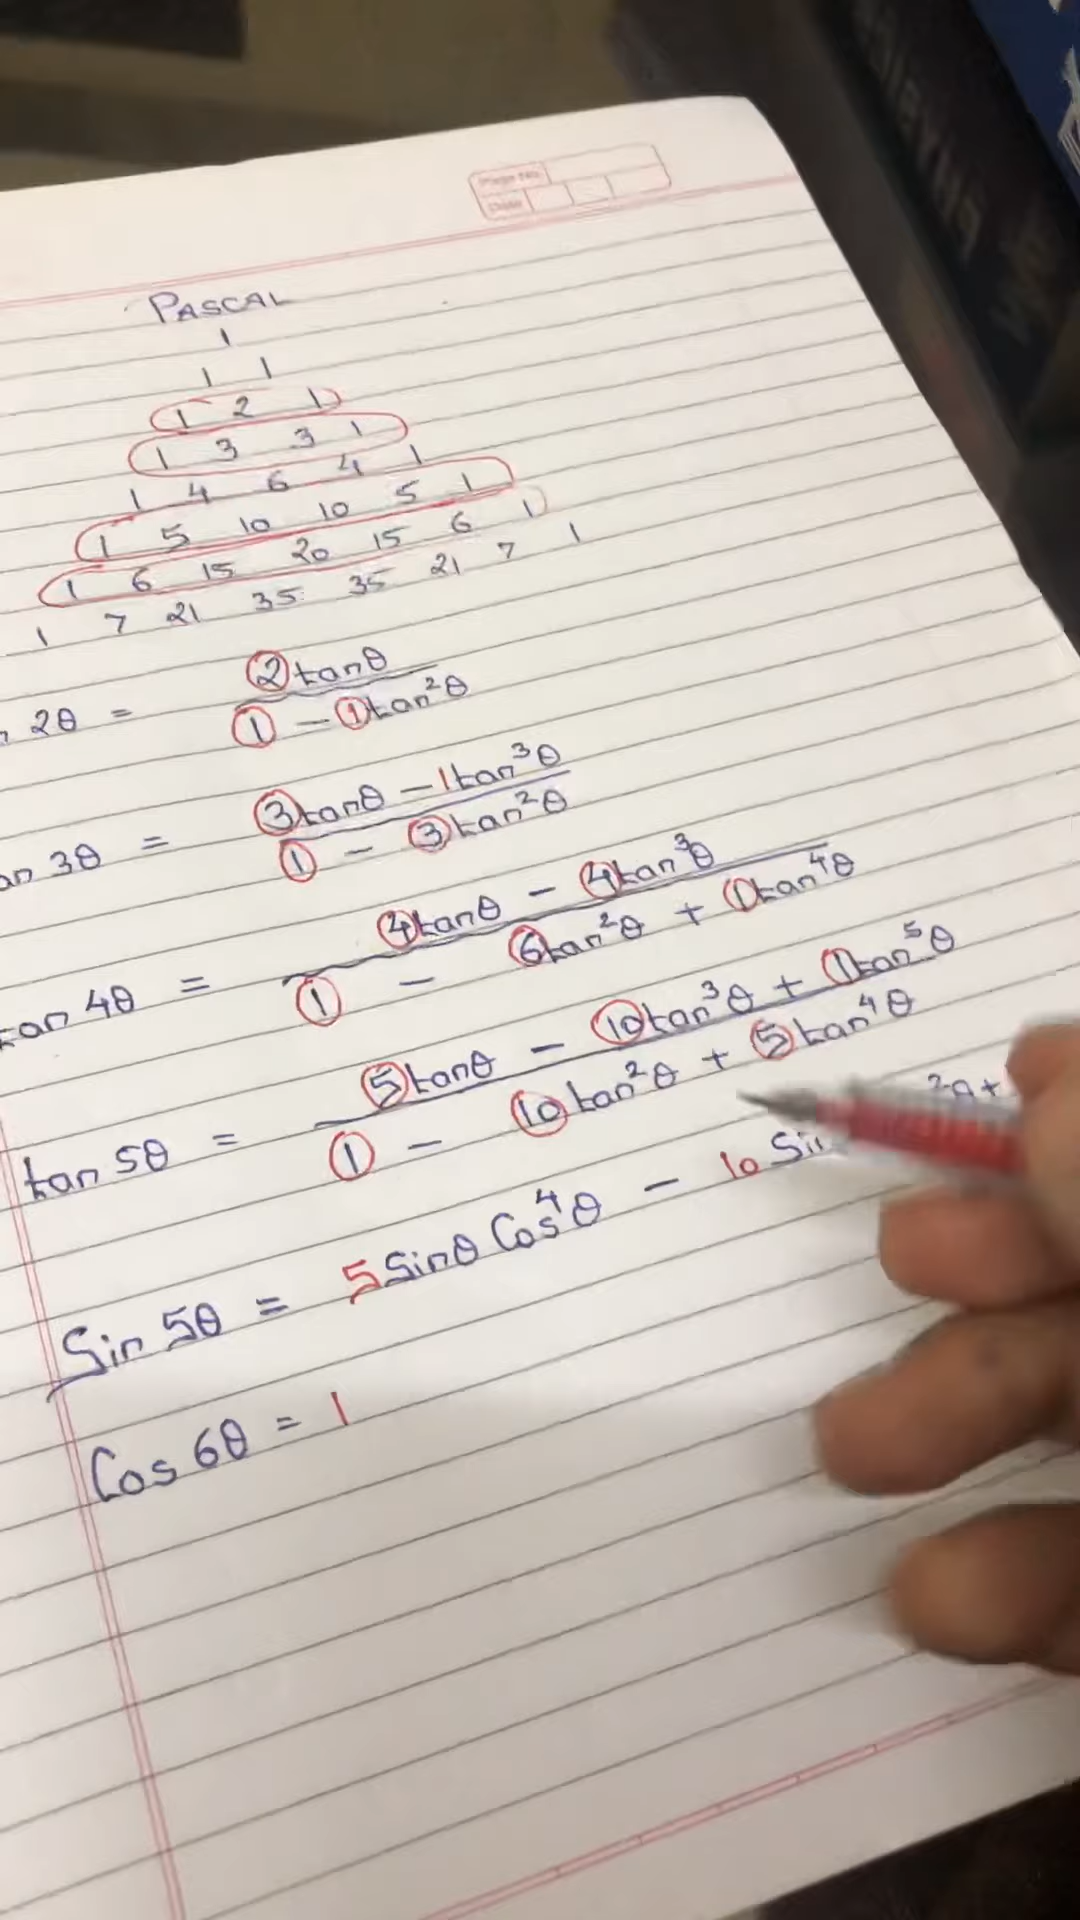 Page No.
Date
PASCAL
1
1 1
1 2 1
1 3 3 1
1 4 6 4 1
1 5 10 10 5 1
1 6 15 20 15 6 1
1 7 21 35 35 21 7 1
2θ = 2tanθ / 1 - 1tan²θ
an 3θ = 3tanθ - 1tan³θ / 1 - 3tan²θ
tan 4θ = 4tanθ - 4tan³θ / 1 - 6tan²θ + 1tan⁴θ
tan 5θ = 5tanθ - 10tan³θ + 1tan⁵θ / 1 - 10tan²θ + 5tan⁴θ
Sin 5θ = 5Sinθ Cos⁴θ - 10 Si ²θ +
Cos 6θ = 1